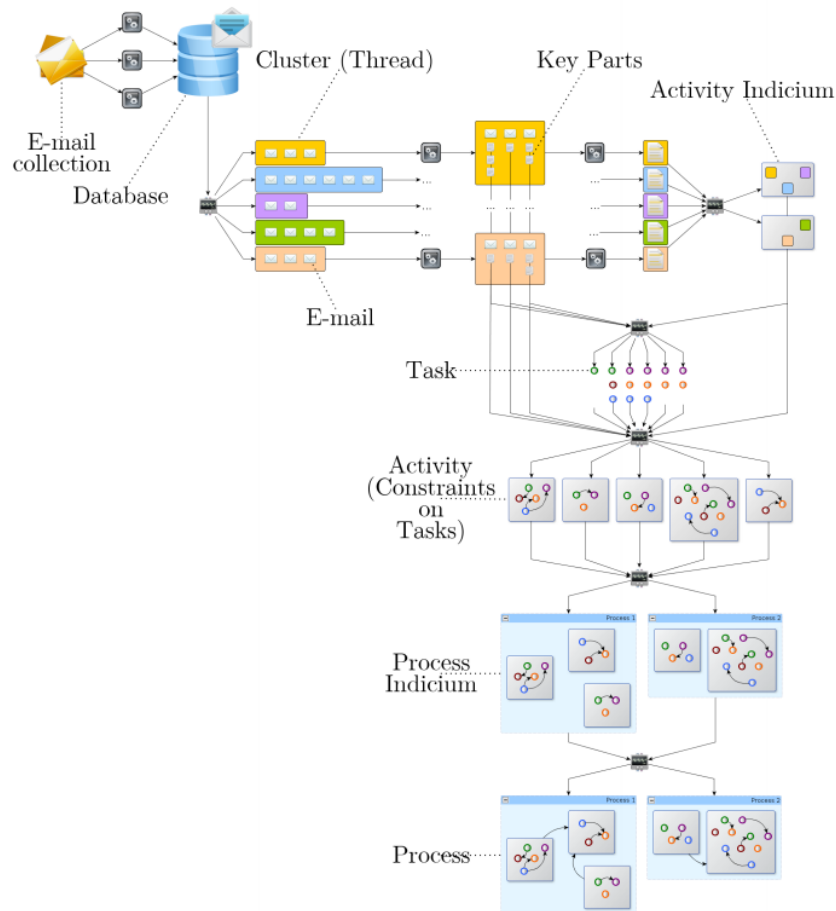 Cluster (Thread)
Key Parts
Activity Indicium
E-mail
collection
Database
...
...
...
...
...
...
...
...
E-mail
Task
Activity
(Constraints
on
Tasks)
Process 1
Process 2
Process
Indicium
Process 1
Process 2
Process